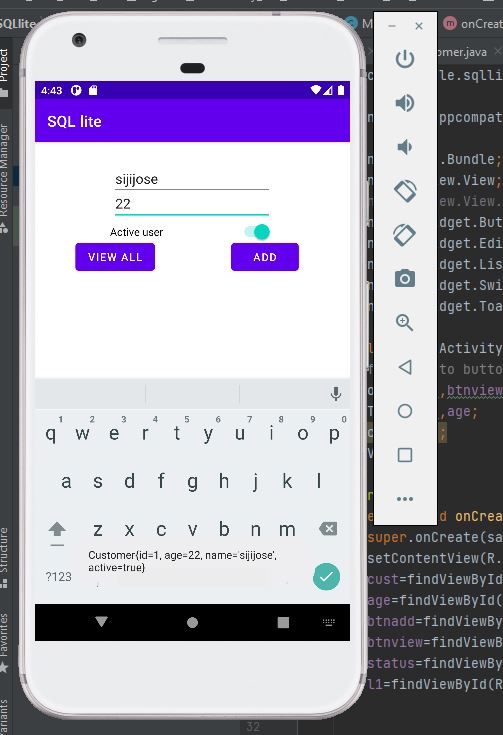 SQLlite
Project
Resource Manager
Structure
Favorites
onCrea
omer.java
4:43
SQL lite
sijijose
22
Active user
VIEW ALL
ADD
1 2 3 4 5 6 7 8 9 0
q w e r t y u i o p
a s d f g h j k l
z x c v b n m
?123
Customer{id=1, age=22, name='sijijose',
active=true}
le.sqlli
ppcompat
.Bundle;
ew.View;
ew.View.
dget.But
dget.Edi
dget.Lis
dget.Swi
dget.Toa
Activity
to butto
,btnview
,age;
;
d onCrea
super.onCreate(sa
setContentView(R.
cust=findViewById
age=findViewById(
btnadd=findViewBy
btnview=findViewB
status=findViewBy
l1=findViewById(R
32